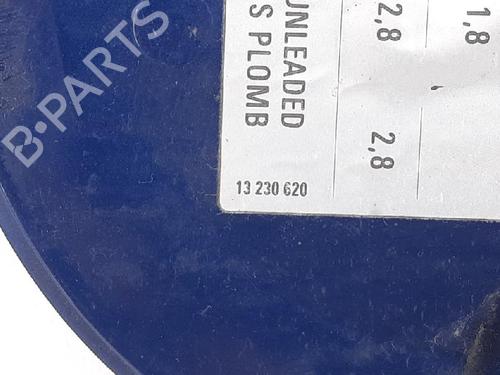 1,8
2,8
2,8
UNLEADED
S PLOMB
13 230 620
B-PARTS